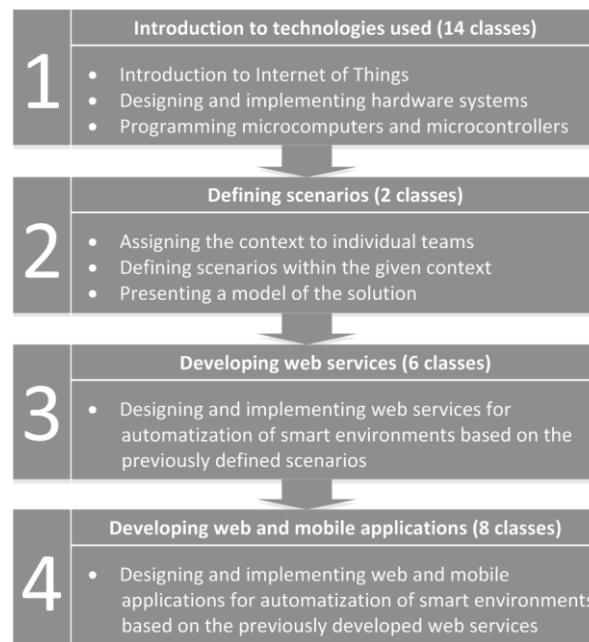 Introduction to technologies used (14 classes)
1
• Introduction to Internet of Things
• Designing and implementing hardware systems
• Programming microcomputers and microcontrollers
Defining scenarios (2 classes)
2
• Assigning the context to individual teams
• Defining scenarios within the given context
• Presenting a model of the solution
Developing web services (6 classes)
3
• Designing and implementing web services for
automatization of smart environments based on the
previously defined scenarios
Developing web and mobile applications (8 classes)
4
• Designing and implementing web and mobile
applications for automatization of smart environments
based on the previously developed web services